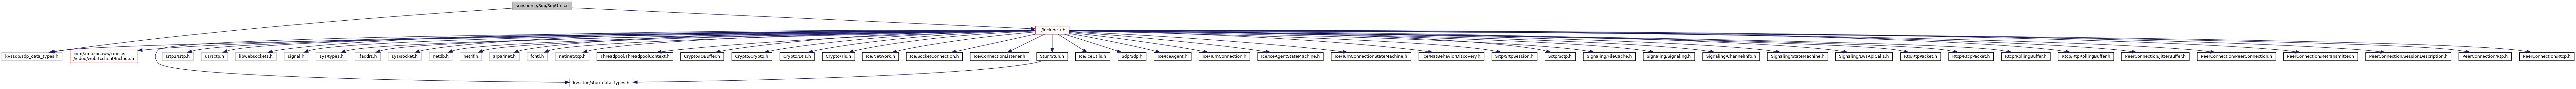 src/source/Sdp/SdpUtils.c
../Include_i.h
kvssdp/sdp_data_types.h
com/amazonaws/kinesis
/video/webrtcclient/Include.h
srtp2/srtp.h
usrsctp.h
libwebsockets.h
signal.h
sys/types.h
ifaddrs.h
sys/socket.h
netdb.h
net/if.h
arpa/inet.h
fcntl.h
netinet/tcp.h
Threadpool/ThreadpoolContext.h
Crypto/IOBuffer.h
Crypto/Crypto.h
Crypto/Dtls.h
Crypto/Tls.h
Ice/Network.h
Ice/SocketConnection.h
Ice/ConnectionListener.h
Stun/Stun.h
Ice/IceUtils.h
Sdp/Sdp.h
Ice/IceAgent.h
Ice/TurnConnection.h
Ice/IceAgentStateMachine.h
Ice/TurnConnectionStateMachine.h
Ice/NatBehaviorDiscovery.h
Srtp/SrtpSession.h
Sctp/Sctp.h
Signaling/FileCache.h
Signaling/Signaling.h
Signaling/ChannelInfo.h
Signaling/StateMachine.h
Signaling/LwsApiCalls.h
Rtp/RtpPacket.h
Rtcp/RtcpPacket.h
Rtcp/RollingBuffer.h
Rtcp/RtpRollingBuffer.h
PeerConnection/JitterBuffer.h
PeerConnection/PeerConnection.h
PeerConnection/Retransmitter.h
PeerConnection/SessionDescription.h
PeerConnection/Rtp.h
PeerConnection/Rtcp.h
kvsstun/stun_data_types.h